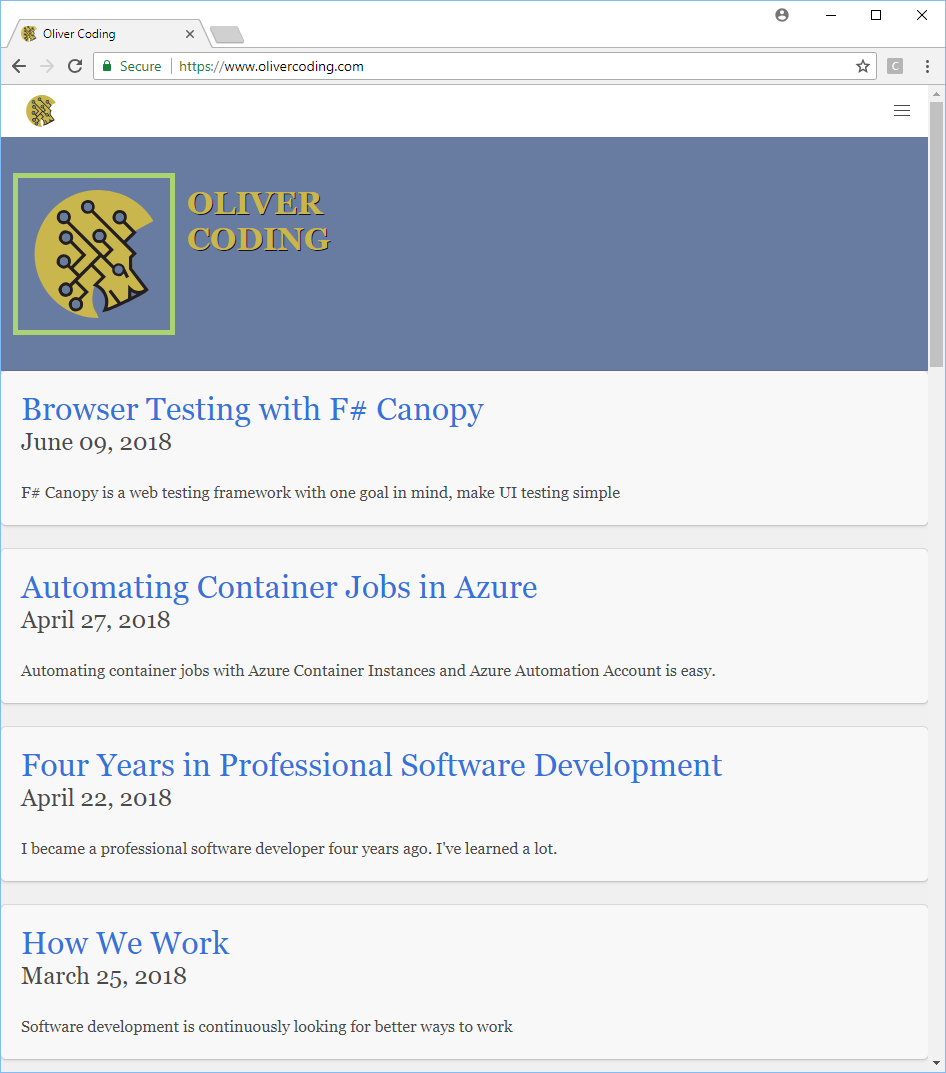 Oliver Coding
Secure
https://www.olivercoding.com
C
OLIVER
CODING
Browser Testing with F# Canopy
June 09, 2018
F# Canopy is a web testing framework with one goal in mind, make UI testing simple
Automating Container Jobs in Azure
April 27, 2018
Automating container jobs with Azure Container Instances and Azure Automation Account is easy.
Four Years in Professional Software Development
April 22, 2018
I became a professional software developer four years ago. I've learned a lot.
How We Work
March 25, 2018
Software development is continuously looking for better ways to work